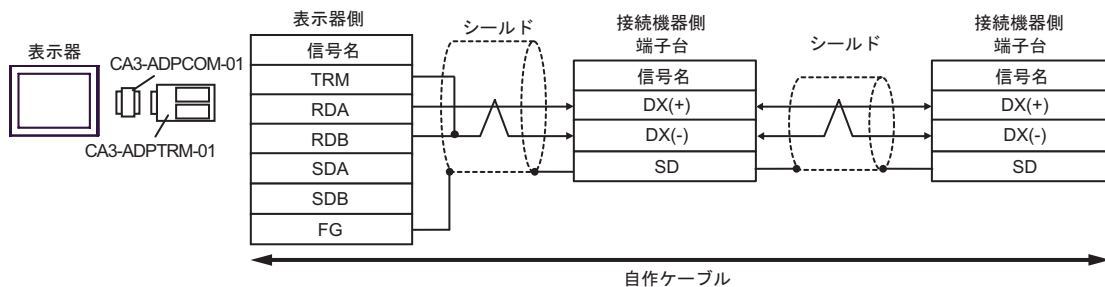 表示器
CA3-ADPCOM-01
CA3-ADPTRM-01
表示器側
信号名
TRM
RDA
RDB
SDA
SDB
FG
シールド
接続機器側
端子台
信号名
DX(+)
DX(-)
SD
シールド
接続機器側
端子台
信号名
DX(+)
DX(-)
SD
自作ケーブル